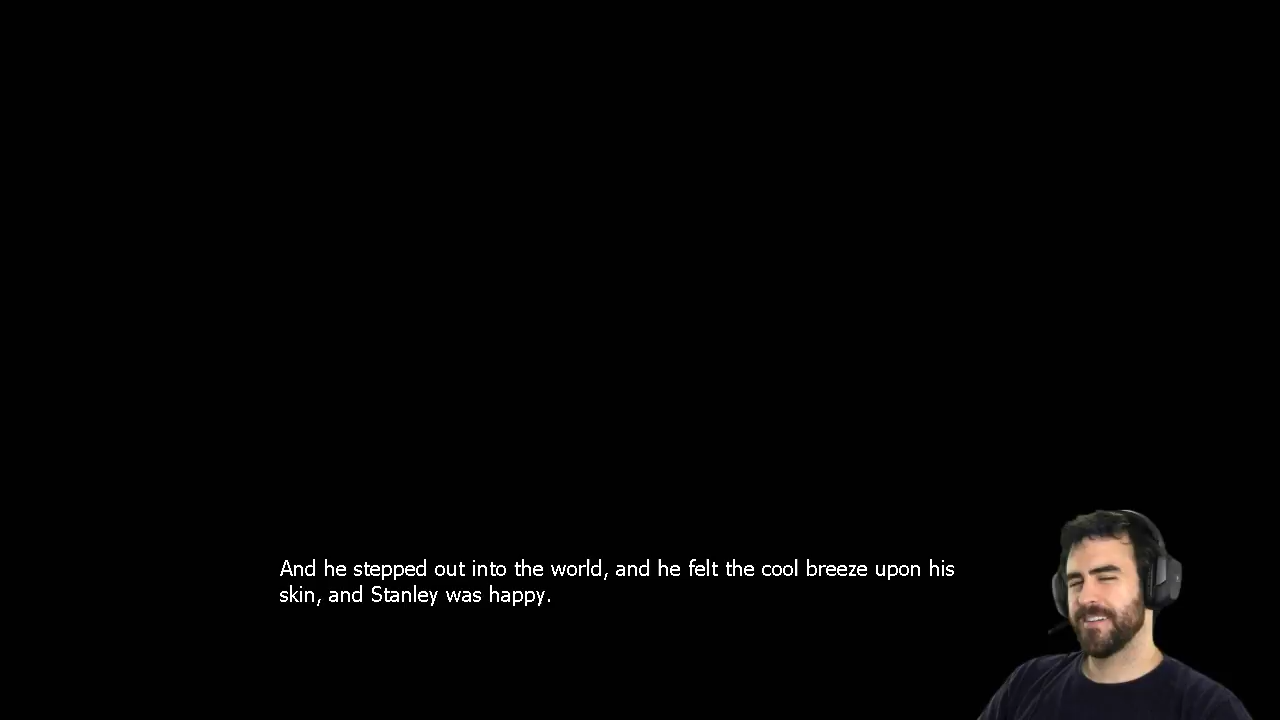 And he stepped out into the world, and he felt the cool breeze upon his
skin, and Stanley was happy.